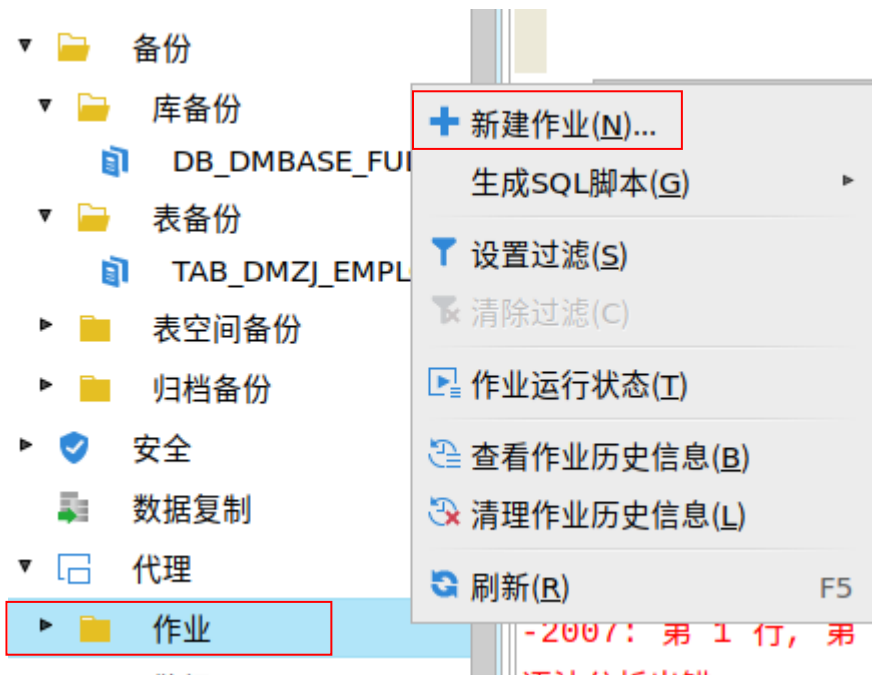 备份
库备份
DB_DMBASE_FU
表备份
TAB_DMZJ_EMPL
表空间备份
归档备份
安全
数据复制
代理
作业
新建作业(N)...
生成SQL脚本(G)
设置过滤(S)
清除过滤(C)
作业运行状态(T)
查看作业历史信息(B)
清理作业历史信息(L)
刷新(R) F5
-2007: 第 1 行, 第